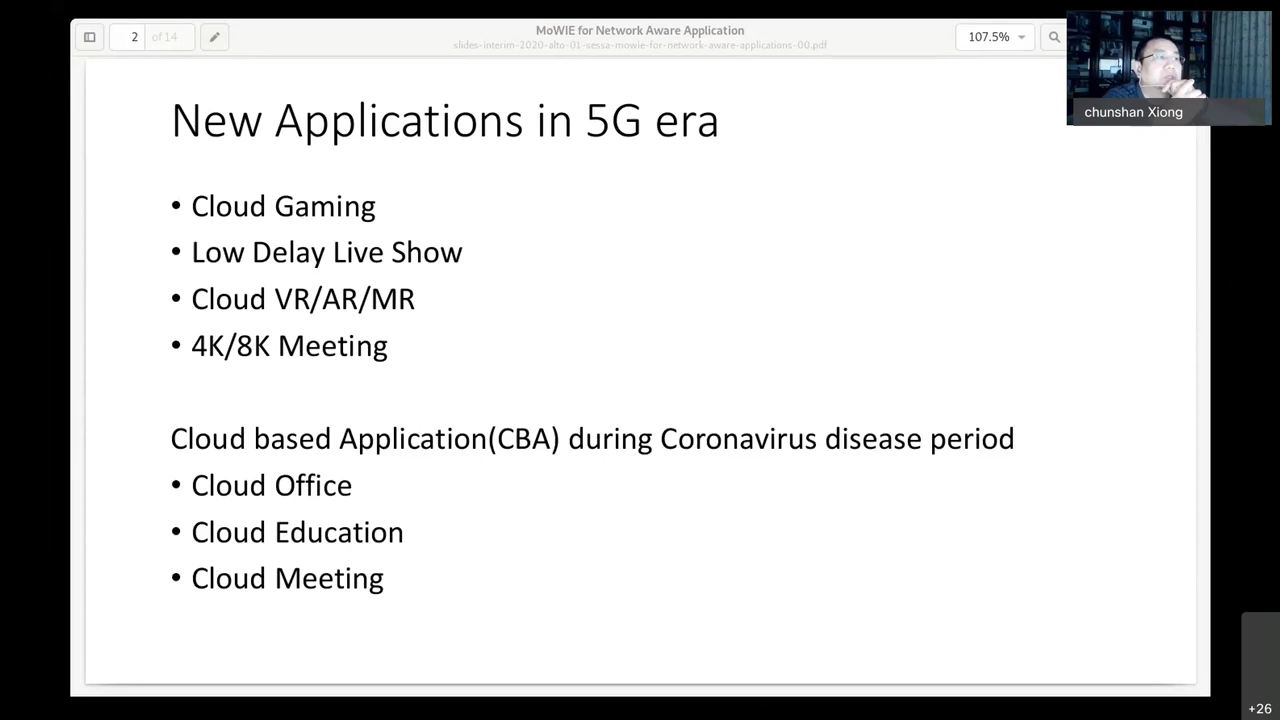 2 of 14
MoWIE for Network Aware Application
slides-interim-2020-alto-01-sessa-mowie-for-network-aware-applications-00.pdf
107.5%
chunshan Xiong
New Applications in 5G era
• Cloud Gaming
• Low Delay Live Show
• Cloud VR/AR/MR
• 4K/8K Meeting
Cloud based Application(CBA) during Coronavirus disease period
• Cloud Office
• Cloud Education
• Cloud Meeting
+26